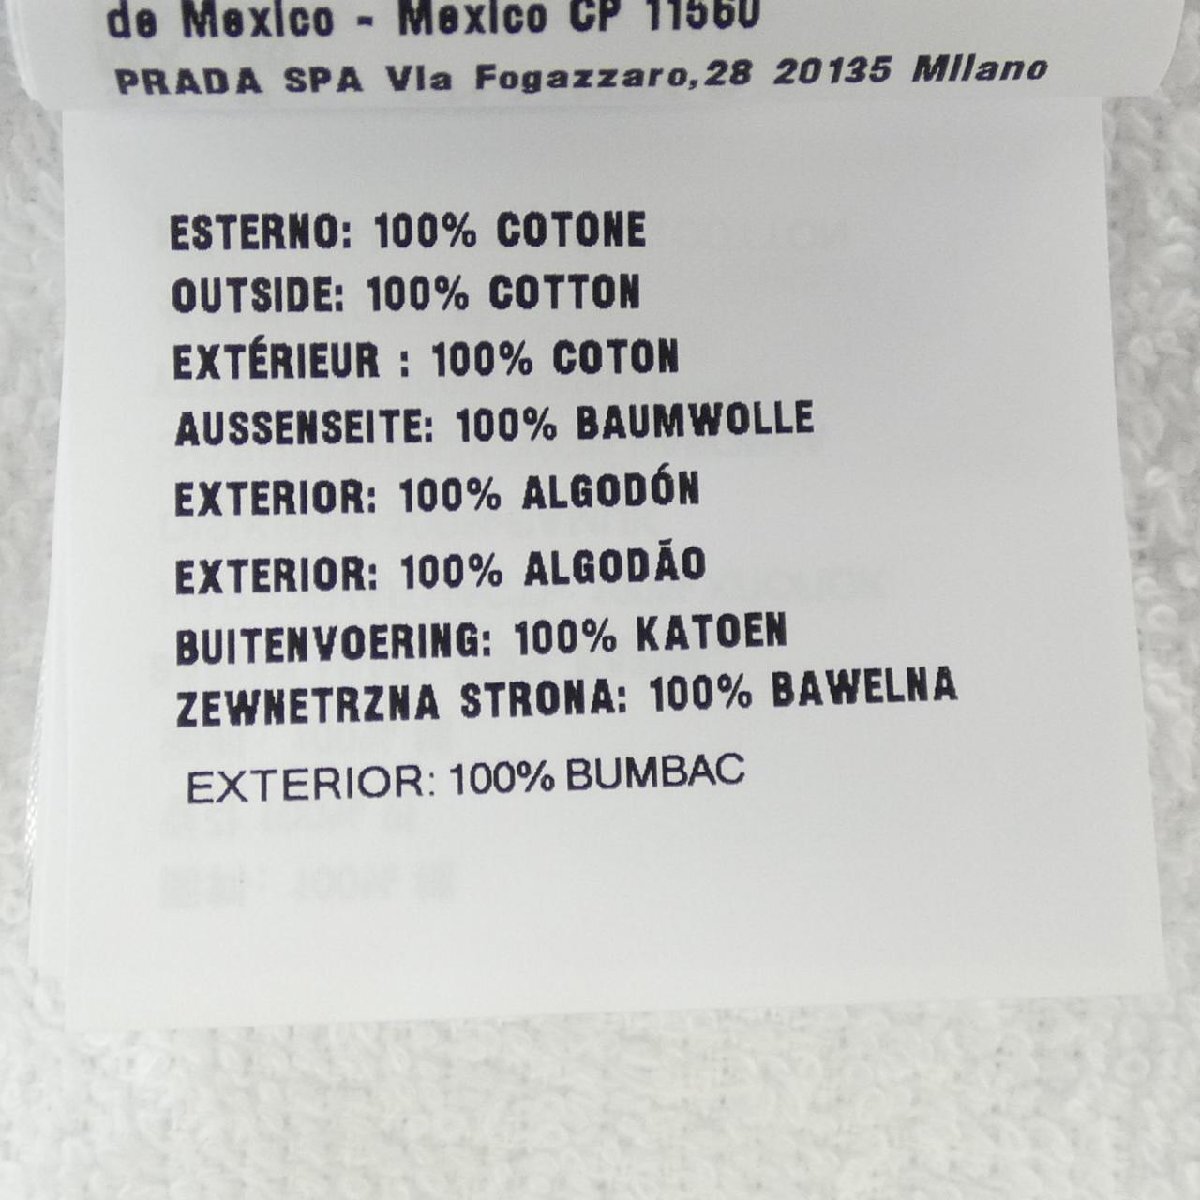 de Mexico - Mexico CP 11560
PRADA SPA Via Fogazzaro,28 20135 Milano
ESTERNO: 100% COTONE
OUTSIDE: 100% COTTON
EXTÉRIEUR : 100% COTON
AUSSENSEITE: 100% BAUMWOLLE
EXTERIOR: 100% ALGODÓN
EXTERIOR: 100% ALGODÃO
BUITENVOERING: 100% KATOEN
ZEWNETRZNA STRONA: 100% BAWELNA
EXTERIOR: 100% BUMBAC